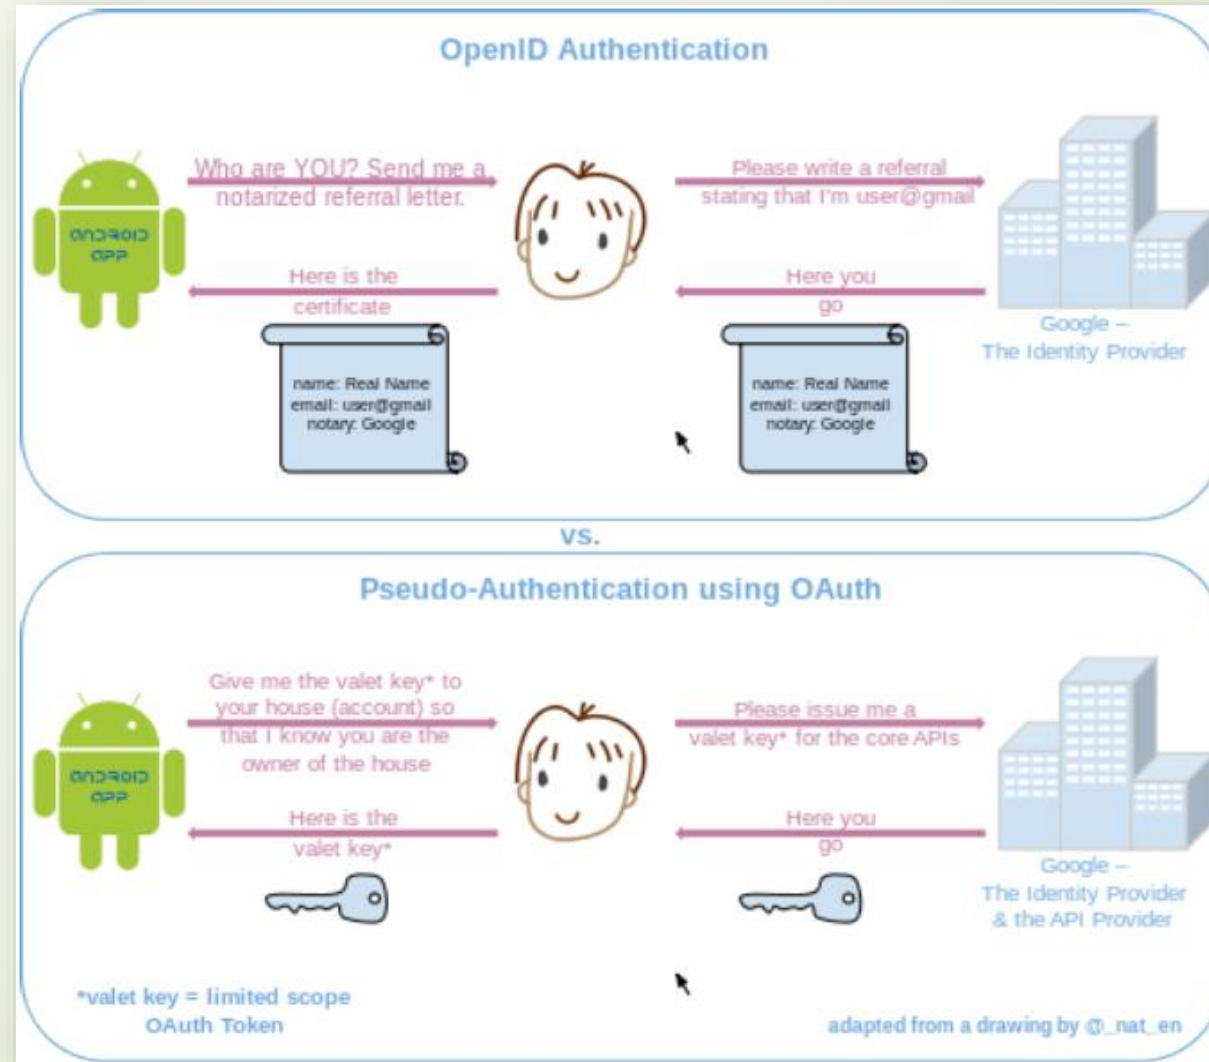 OpenID Authentication
Who are YOU? Send me a
notarized referral letter.
Please write a referral
stating that I'm user@gmail
ANDROID
APP
Here is the
certificate
Here you
go
Google –
The Identity Provider
name: Real Name
email: user@gmail
notary: Google
name: Real Name
email: user@gmail
notary: Google
vs.
Pseudo-Authentication using OAuth
Give me the valet key* to
your house (account) so
that I know you are the
owner of the house
Please issue me a
valet key* for the core APIs
ANDROID
APP
Here is the
valet key*
Here you
go
Google –
The Identity Provider
& the API Provider
*valet key = limited scope
OAuth Token
adapted from a drawing by @_nat_en